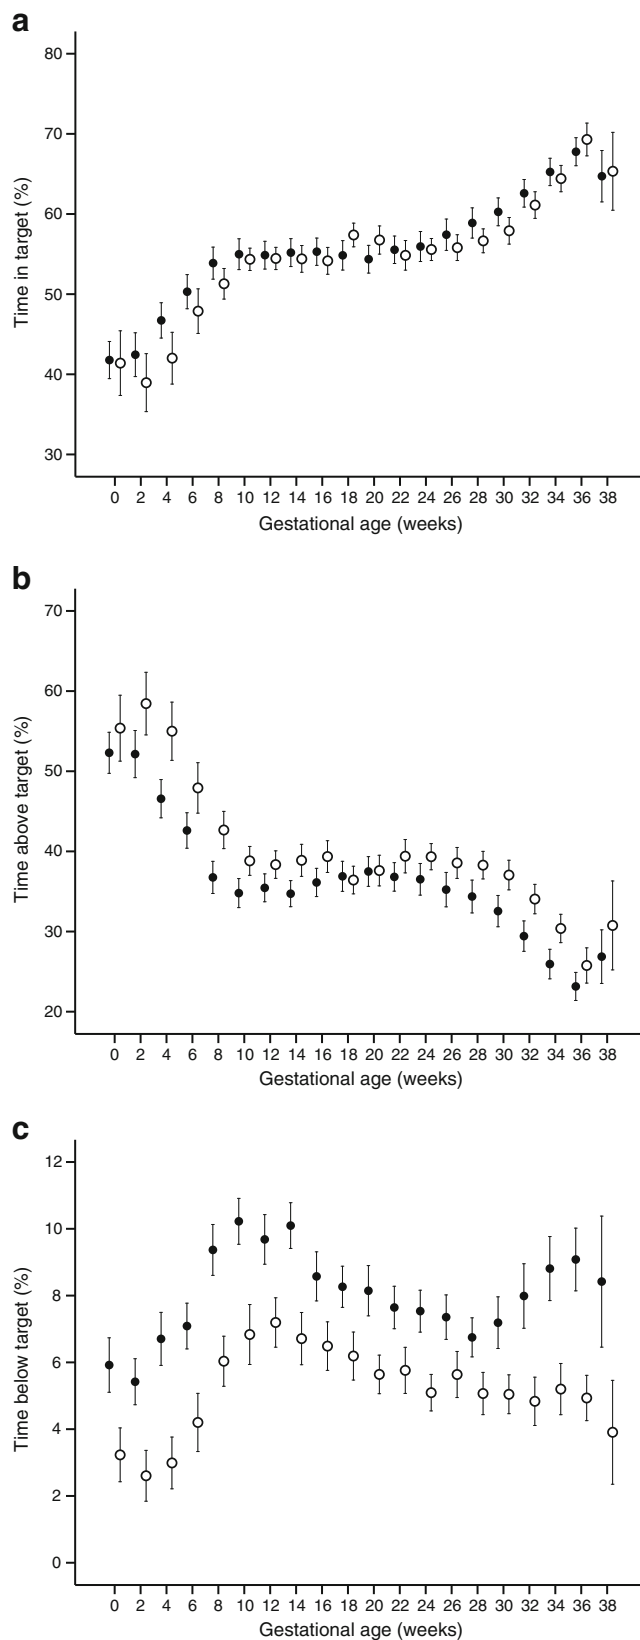 a
80
70
60
50
40
30
Time in target (%)
0 2 4 6 8 10 12 14 16 18 20 22 24 26 28 30 32 34 36 38
Gestational age (weeks)
b
70
60
50
40
30
20
Time above target (%)
0 2 4 6 8 10 12 14 16 18 20 22 24 26 28 30 32 34 36 38
Gestational age (weeks)
c
12
10
8
6
4
2
0
Time below target (%)
0 2 4 6 8 10 12 14 16 18 20 22 24 26 28 30 32 34 36 38
Gestational age (weeks)